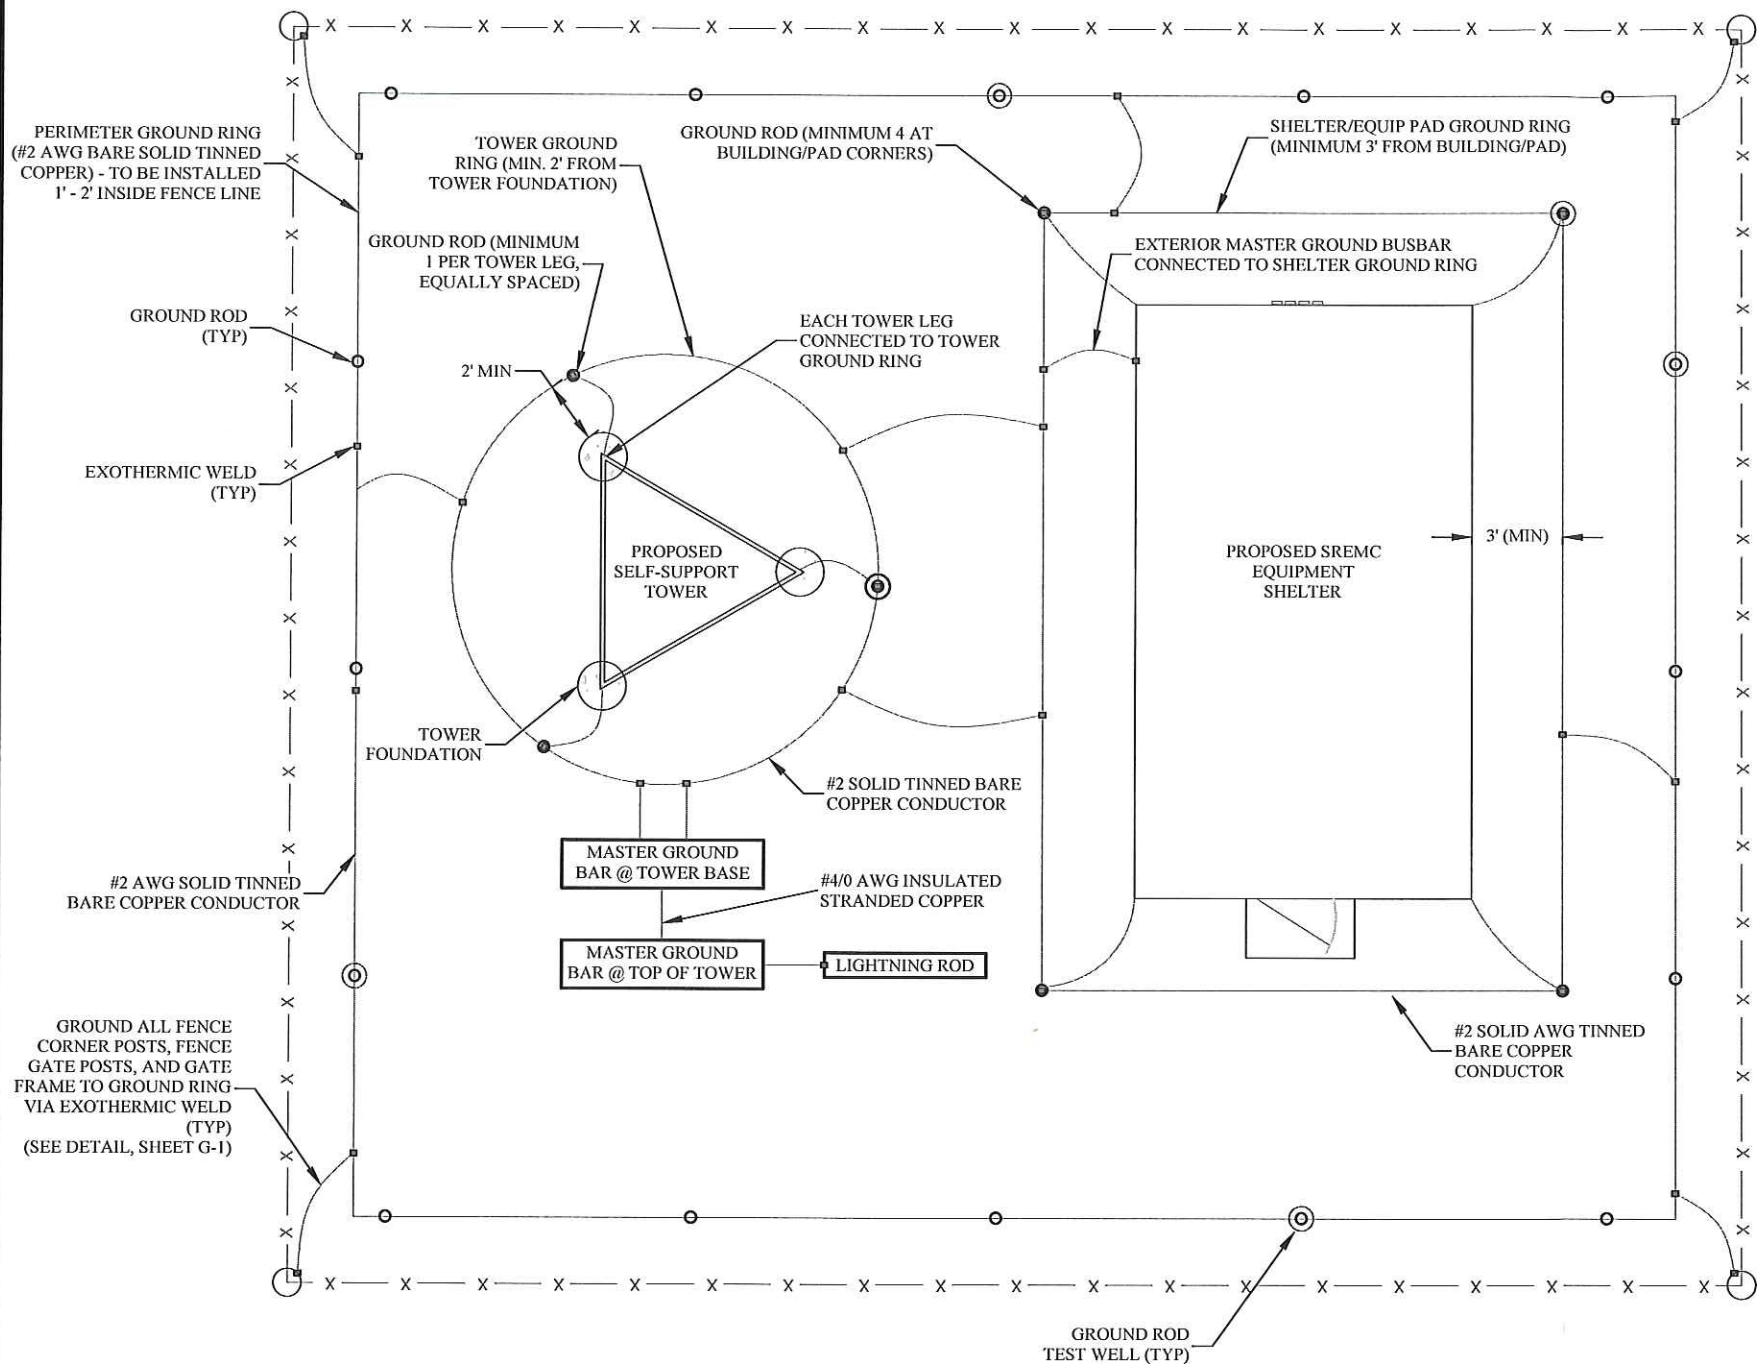 PERIMETER GROUND RING
(#2 AWG BARE SOLID TINNED
COPPER) - TO BE INSTALLED
1' - 2' INSIDE FENCE LINE
TOWER GROUND
RING (MIN. 2' FROM
TOWER FOUNDATION)
GROUND ROD (MINIMUM 4 AT
BUILDING/PAD CORNERS)
SHELTER/EQUIP PAD GROUND RING
(MINIMUM 3' FROM BUILDING/PAD)
GROUND ROD (MINIMUM
1 PER TOWER LEG,
EQUALLY SPACED)
EXTERIOR MASTER GROUND BUSBAR
CONNECTED TO SHELTER GROUND RING
GROUND ROD
(TYP)
2' MIN
EACH TOWER LEG
CONNECTED TO TOWER
GROUND RING
EXOTHERMIC WELD
(TYP)
PROPOSED
SELF-SUPPORT
TOWER
PROPOSED SREMC
EQUIPMENT
SHELTER
3' (MIN)
TOWER
FOUNDATION
#2 SOLID TINNED BARE
COPPER CONDUCTOR
MASTER GROUND
BAR @ TOWER BASE
#4/0 AWG INSULATED
STRANDED COPPER
#2 AWG SOLID TINNED
BARE COPPER CONDUCTOR
MASTER GROUND
BAR @ TOP OF TOWER
LIGHTNING ROD
GROUND ALL FENCE
CORNER POSTS, FENCE
GATE POSTS, AND GATE
FRAME TO GROUND RING
VIA EXOTHERMIC WELD
(TYP)
(SEE DETAIL, SHEET G-1)
#2 SOLID AWG TINNED
BARE COPPER
CONDUCTOR
GROUND ROD
TEST WELL (TYP)